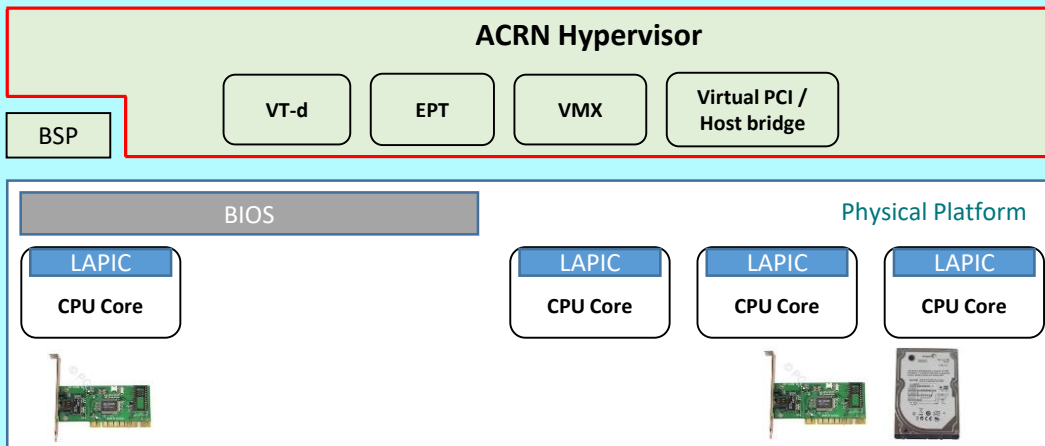 ACRN Hypervisor
VT-d
EPT
VMX
Virtual PCI /
Host bridge
BSP
BIOS
Physical Platform
LAPIC
CPU Core
LAPIC
CPU Core
LAPIC
CPU Core
LAPIC
CPU Core